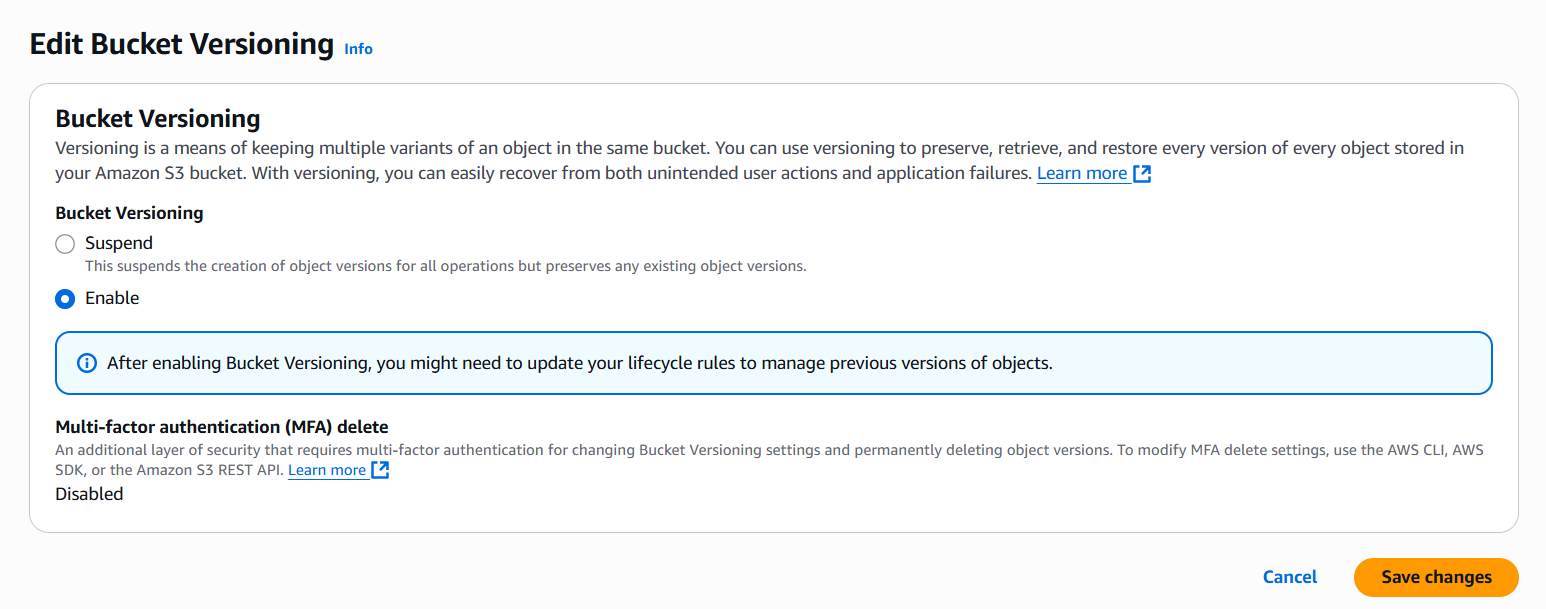 Edit Bucket Versioning Info
Bucket Versioning
Versioning is a means of keeping multiple variants of an object in the same bucket. You can use versioning to preserve, retrieve, and restore every version of every object stored in
your Amazon S3 bucket. With versioning, you can easily recover from both unintended user actions and application failures. Learn more
Bucket Versioning
Suspend
This suspends the creation of object versions for all operations but preserves any existing object versions.
Enable
After enabling Bucket Versioning, you might need to update your lifecycle rules to manage previous versions of objects.
Multi-factor authentication (MFA) delete
An additional layer of security that requires multi-factor authentication for changing Bucket Versioning settings and permanently deleting object versions. To modify MFA delete settings, use the AWS CLI, AWS
SDK, or the Amazon S3 REST API. Learn more
Disabled
Cancel Save changes